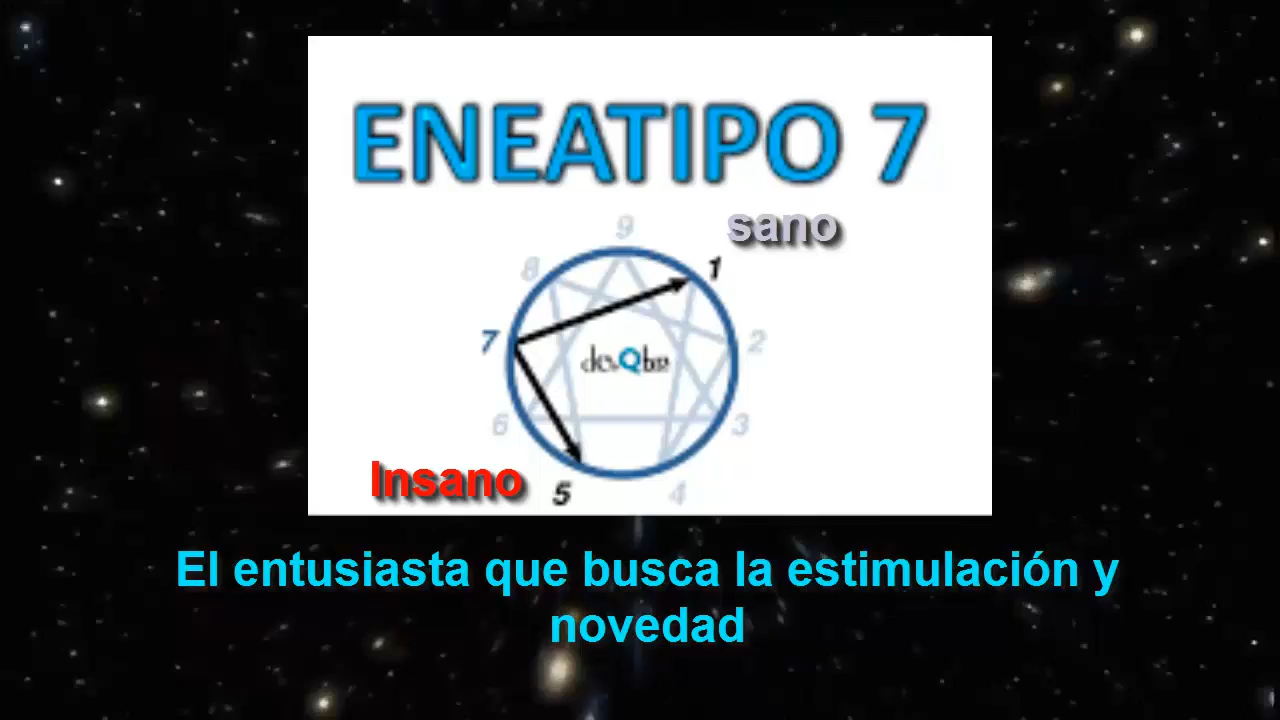 ENEATIPO 7
sano
9
8
1
7
2
desQbre
6
3
Insano
5
4
El entusiasta que busca la estimulación y
novedad